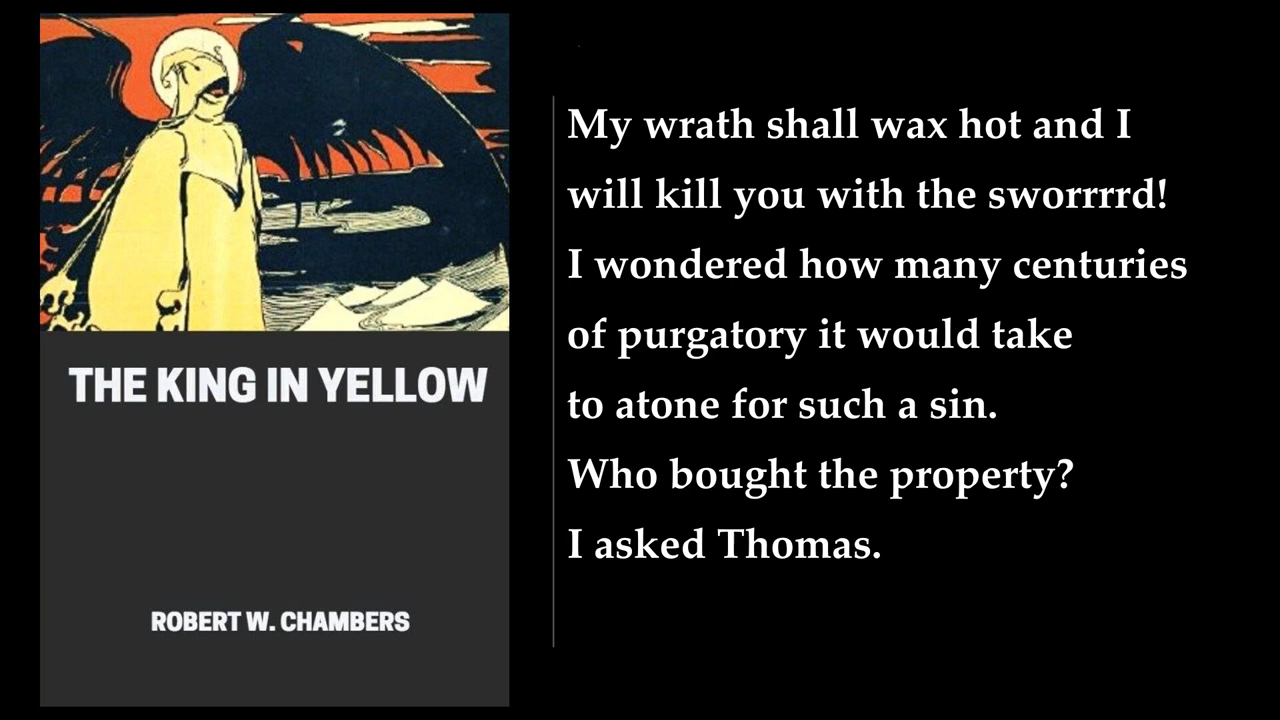 THE KING IN YELLOW
ROBERT W. CHAMBERS
My wrath shall wax hot and I
will kill you with the sworrrrd!
I wondered how many centuries
of purgatory it would take
to atone for such a sin.
Who bought the property?
I asked Thomas.